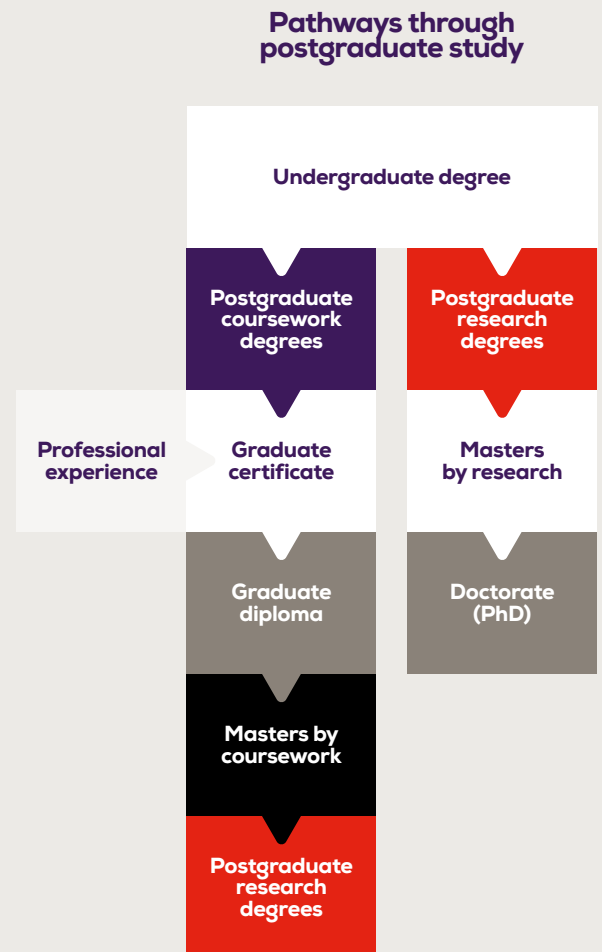 Pathways through
postgraduate study
Undergraduate degree
Postgraduate
coursework
degrees
Postgraduate
research
degrees
Professional
experience
Graduate
certificate
Masters
by research
Graduate
diploma
Doctorate
(PhD)
Masters by
coursework
Postgraduate
research
degrees